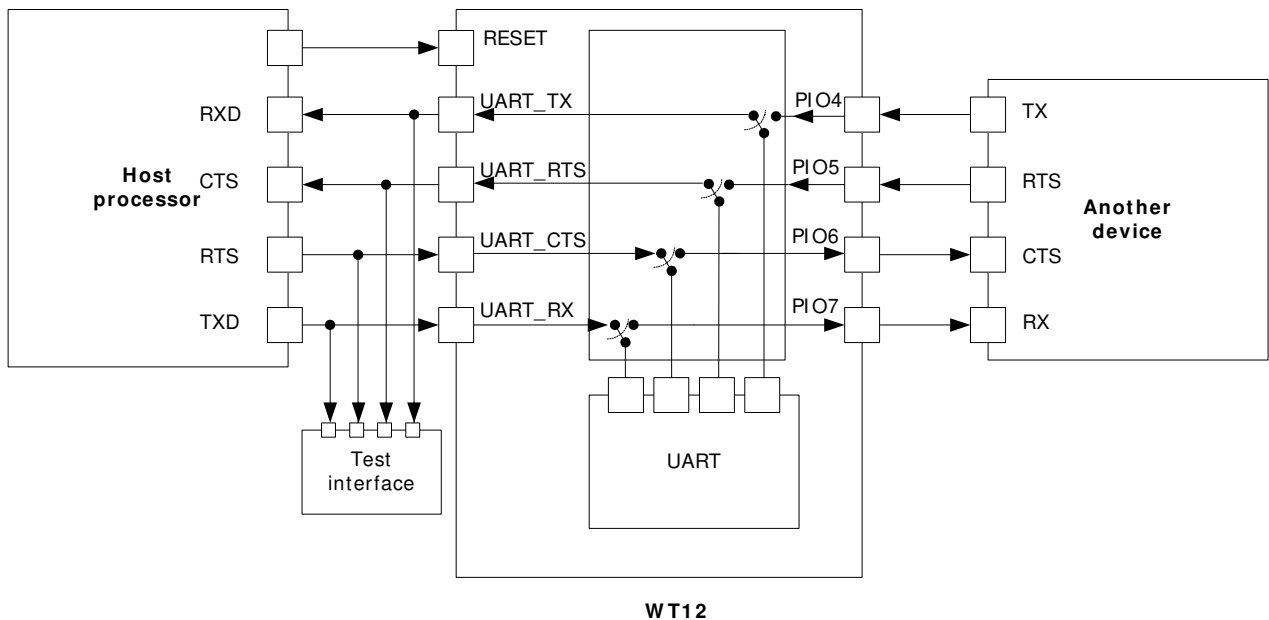 RESET
RXD
UART_TX
PIO4
TX
Host
processor
CTS
UART_RTS
PIO5
RTS
Another
device
RTS
UART_CTS
PIO6
CTS
TXD
UART_RX
PIO7
RX
Test
interface
UART
WT12